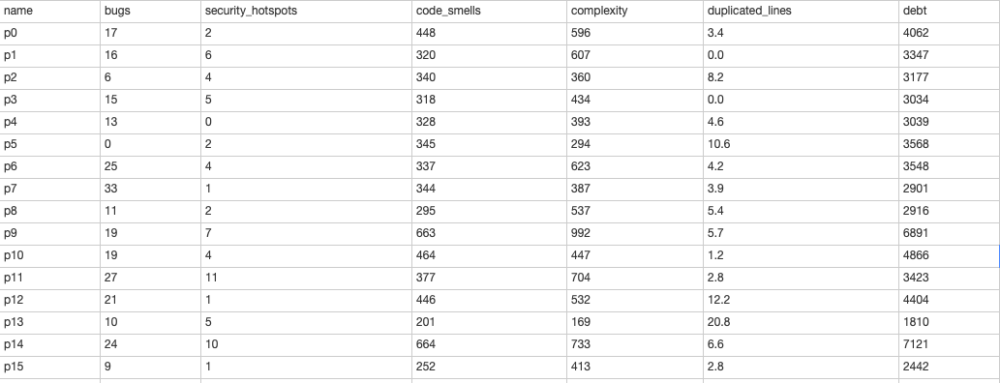 name bugs security_hotspots code_smells complexity duplicated_lines debt
p0 17 2 448 596 3.4 4062
p1 16 6 320 607 0.0 3347
p2 6 4 340 360 8.2 3177
p3 15 5 318 434 0.0 3034
p4 13 0 328 393 4.6 3039
p5 0 2 345 294 10.6 3568
p6 25 4 337 623 4.2 3548
p7 33 1 344 387 3.9 2901
p8 11 2 295 537 5.4 2916
p9 19 7 663 992 5.7 6891
p10 19 4 464 447 1.2 4866
p11 27 11 377 704 2.8 3423
p12 21 1 446 532 12.2 4404
p13 10 5 201 169 20.8 1810
p14 24 10 664 733 6.6 7121
p15 9 1 252 413 2.8 2442